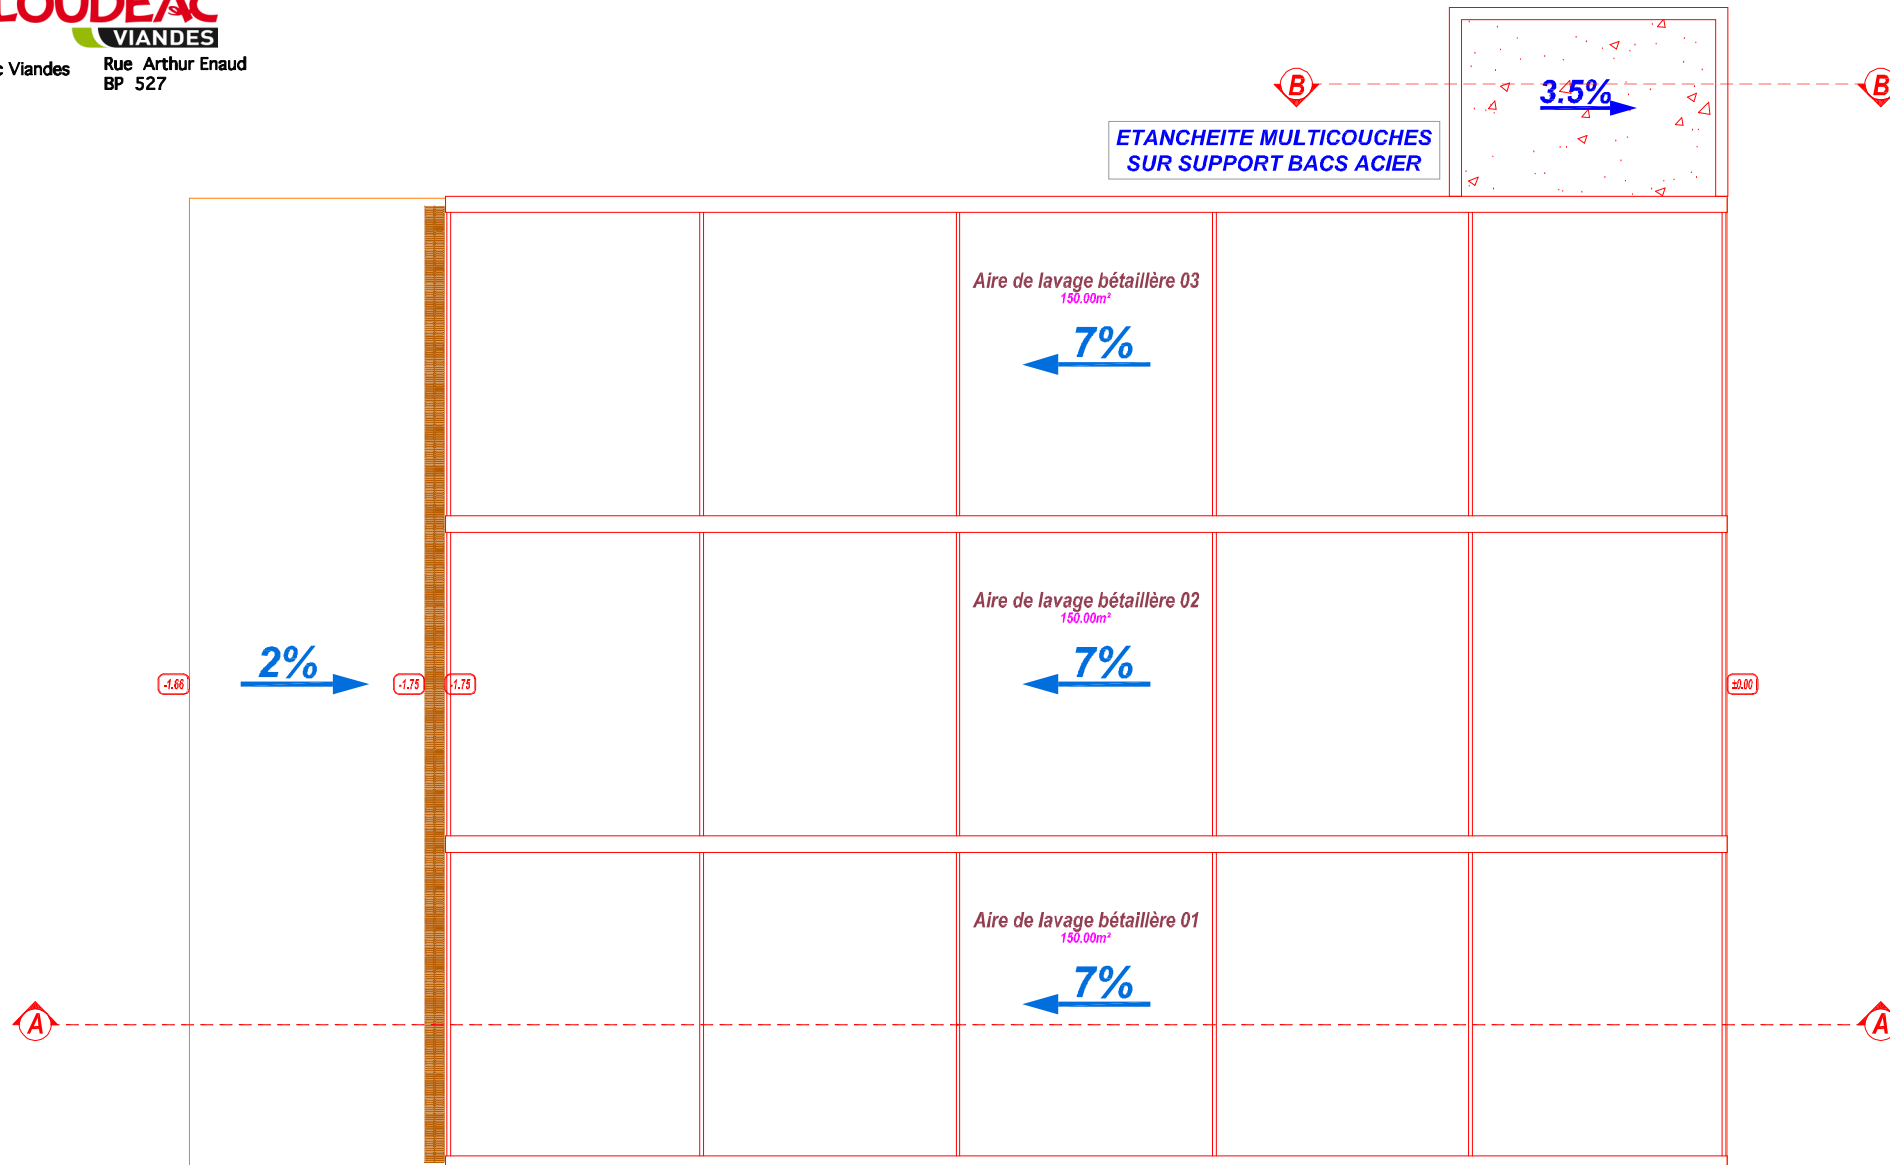 LOUDEAC
VIANDES
Viandes
Rue Arthur Enaud
BP 527
B
B
3.5%
ETANCHEITE MULTICOUCHES
SUR SUPPORT BACS ACIER
Aire de lavage bétaillère 03
150.00m²
7%
Aire de lavage bétaillère 02
150.00m²
2%
7%
-1.66
-1.75
-1.75
±0.00
Aire de lavage bétaillère 01
150.00m²
7%
A
A